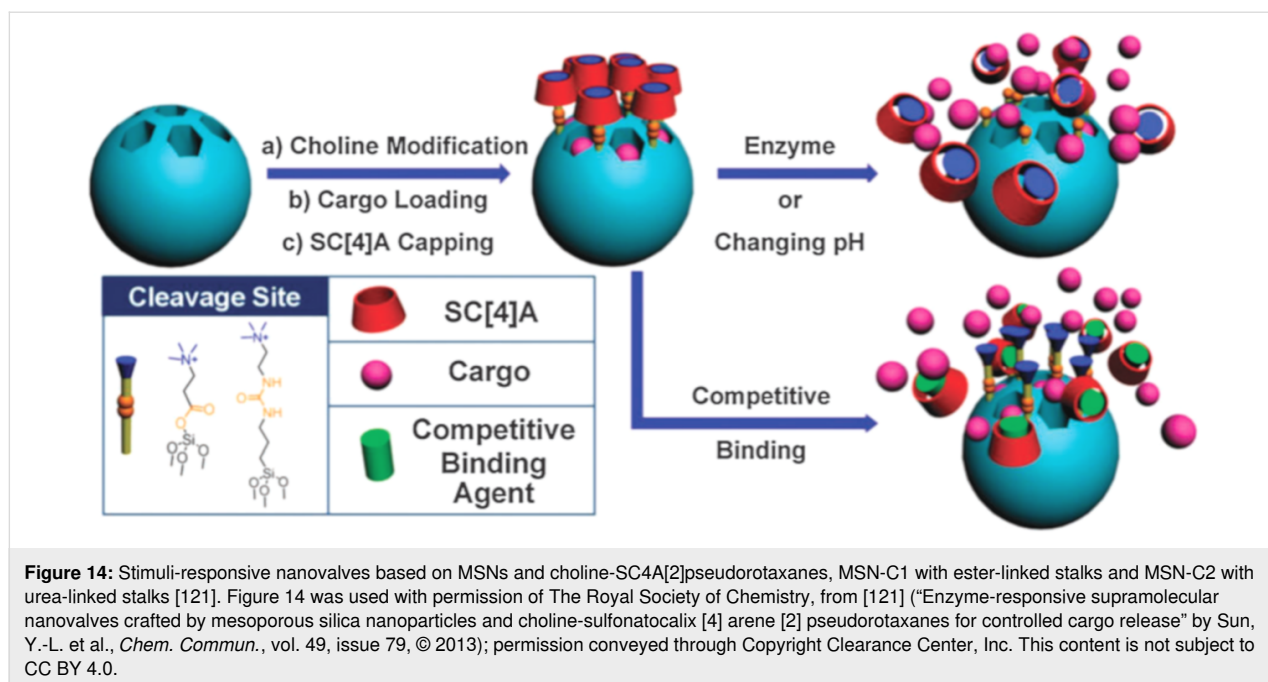 a) Choline Modification
b) Cargo Loading
c) SC[4]A Capping
Enzyme
or
Changing pH
Cleavage Site
N+
O
O
Si
O
O
O
N+
NH
O
NH
Si
O
O
O
SC[4]A
Cargo
Competitive
Binding
Agent
Competitive
Binding
Figure 14: Stimuli-responsive nanovalves based on MSNs and choline-SC4A[2]pseudorotaxanes, MSN-C1 with ester-linked stalks and MSN-C2 with
urea-linked stalks [121]. Figure 14 was used with permission of The Royal Society of Chemistry, from [121] (“Enzyme-responsive supramolecular
nanovalves crafted by mesoporous silica nanoparticles and choline-sulfonatocalix [4] arene [2] pseudorotaxanes for controlled cargo release” by Sun,
Y.-L. et al., Chem. Commun., vol. 49, issue 79, © 2013); permission conveyed through Copyright Clearance Center, Inc. This content is not subject to
CC BY 4.0.